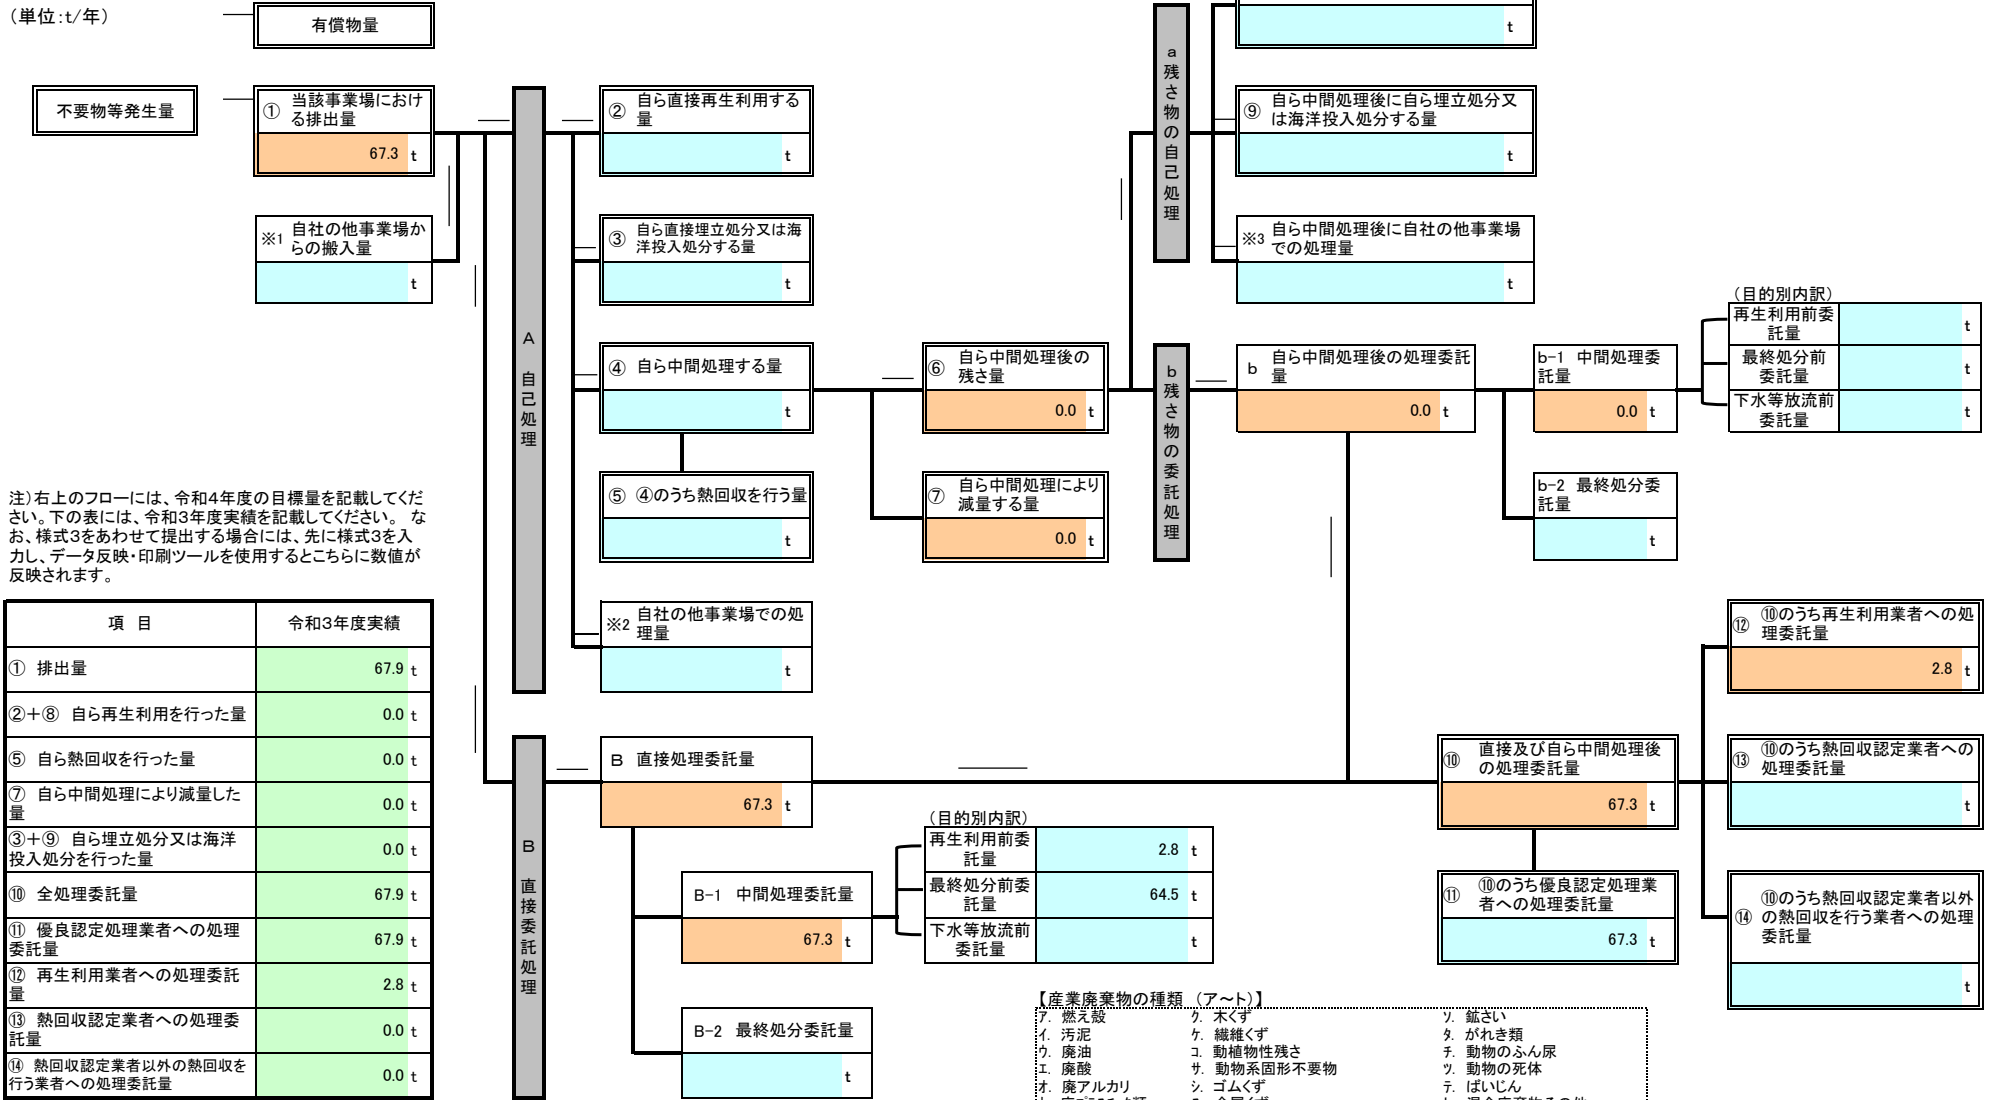 （単位：t/年）
有償物量
t
不要物等発生量
① 当該事業場におけ
る排出量
67.3 t
※1 自社の他事業場か
らの搬入量
t
A 自己処理
② 自ら直接再生利用する
量
t
③ 自ら直接埋立処分又は海
洋投入処分する量
t
④ 自ら中間処理する量
t
⑤ ④のうち熱回収を行う量
t
※2 自社の他事業場での処
理量
t
⑥ 自ら中間処理後の
残さ量
0.0 t
⑦ 自ら中間処理により
減量する量
0.0 t
a 残さ物の自己処理
⑨ 自ら中間処理後に自ら埋立処分又
は海洋投入処分する量
t
※3 自ら中間処理後に自社の他事業場
での処理量
t
b 残さ物の委託処理
b 自ら中間処理後の処理委託
量
0.0 t
b-1 中間処理委
託量
0.0 t
b-2 最終処分委
託量
t
（目的別内訳）
再生利用前委
託量
t
最終処分前
委託量
t
下水等放流前
委託量
t
注）右上のフローには、令和4年度の目標量を記載してくだ
さい。下の表には、令和3年度実績を記載してください。 な
お、様式3をあわせて提出する場合には、先に様式3を入
力し、データ反映・印刷ツールを使用するとこちらに数値が
反映されます。
項 目 令和3年度実績
① 排出量 67.9 t
②＋⑧ 自ら再生利用を行った量 0.0 t
⑤ 自ら熱回収を行った量 0.0 t
⑦ 自ら中間処理により減量した
量 0.0 t
③＋⑨ 自ら埋立処分又は海洋
投入処分を行った量 0.0 t
⑩ 全処理委託量 67.9 t
⑪ 優良認定処理業者への処理
委託量 67.9 t
⑫ 再生利用業者への処理委託
量 2.8 t
⑬ 熱回収認定業者への処理委
託量 0.0 t
⑭ 熱回収認定業者以外の熱回収を
行う業者への処理委託量 0.0 t
B 直接委託処理
B 直接処理委託量
67.3 t
B-1 中間処理委託量
67.3 t
B-2 最終処分委託量
t
（目的別内訳）
再生利用前委
託量
2.8 t
最終処分前委
託量
64.5 t
下水等放流前
委託量
t
⑩ 直接及び自ら中間処理後
の処理委託量
67.3 t
⑪ ⑩のうち優良認定処理業
者への処理委託量
67.3 t
⑫ ⑩のうち再生利用業者への処
理委託量
2.8 t
⑬ ⑩のうち熱回収認定業者への
処理委託量
t
⑭ ⑩のうち熱回収認定業者以外
の熱回収を行う業者への処理
委託量
t
【産業廃棄物の種類 （ア～ト）】
ア. 燃え殻 ク. 木くず ソ. 鉱さい
イ. 汚泥 ケ. 繊維くず タ. がれき類
ウ. 廃油 コ. 動植物性残さ チ. 動物のふん尿
エ. 廃酸 サ. 動物系固形不要物 ツ. 動物の死体
オ. 廃アルカリ シ. ゴムくず テ. ばいじん